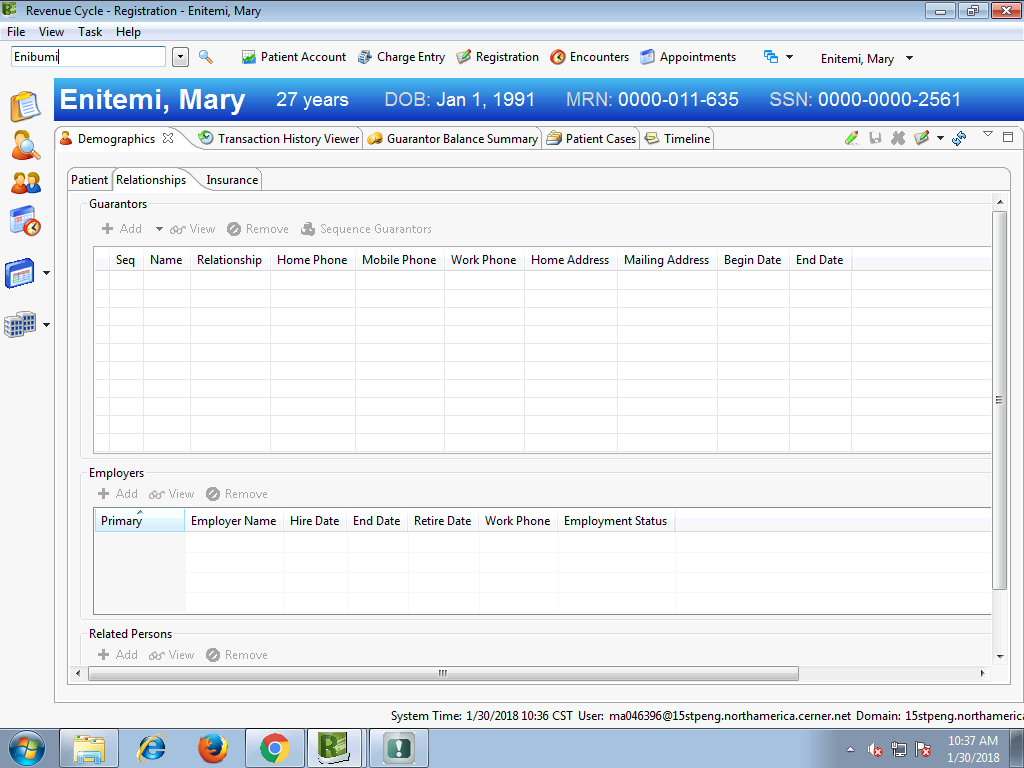 Revenue Cycle - Registration - Enitemi, Mary
File View Task Help
Enibumi
Patient Account Charge Entry Registration Encounters Appointments Enitemi, Mary
Enitemi, Mary 27 years DOB: Jan 1, 1991 MRN: 0000-011-635 SSN: 0000-0000-2561
Demographics Transaction History Viewer Guarantor Balance Summary Patient Cases Timeline
Patient Relationships Insurance
Guarantors
Add View Remove Sequence Guarantors
Seq Name Relationship Home Phone Mobile Phone Work Phone Home Address Mailing Address Begin Date End Date
Employers
Add View Remove
Primary Employer Name Hire Date End Date Retire Date Work Phone Employment Status
Related Persons
Add View Remove
System Time: 1/30/2018 10:36 CST User: ma046396@15stpeng.northamerica.cerner.net Domain: 15stpeng.northamerica
10:37 AM
1/30/2018